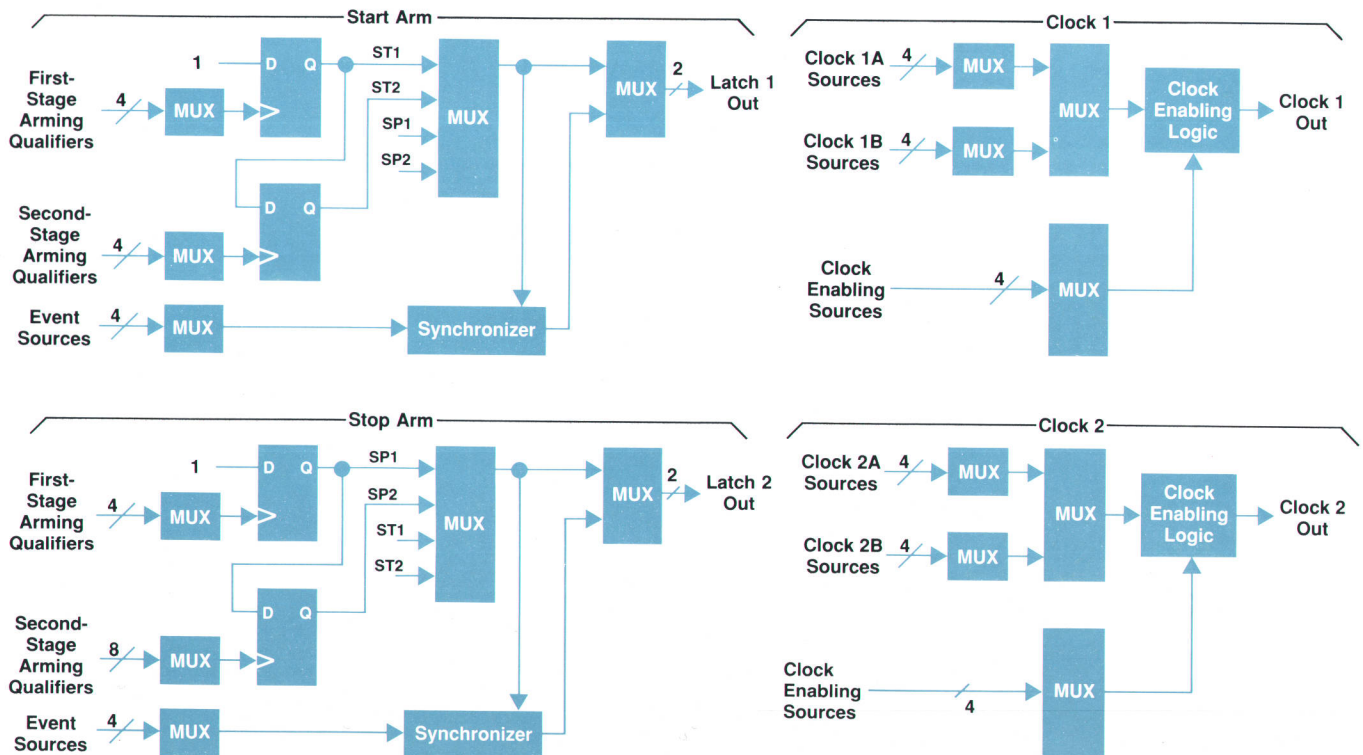 Start Arm
1
D Q
First-
Stage
Arming
Qualifiers
4
MUX
ST1
ST2
SP1
SP2
MUX
MUX
2
Latch 1
Out
D Q
Second-
Stage
Arming
Qualifiers
4
MUX
Event
Sources
4
MUX
Synchronizer
Clock 1
Clock 1A
Sources
4
MUX
Clock 1B
Sources
4
MUX
MUX
Clock
Enabling
Logic
Clock 1
Out
Clock
Enabling
Sources
4
MUX
Stop Arm
1
D Q
First-
Stage
Arming
Qualifiers
4
MUX
SP1
SP2
ST1
ST2
MUX
MUX
2
Latch 2
Out
D Q
Second-
Stage
Arming
Qualifiers
8
MUX
Event
Sources
4
MUX
Synchronizer
Clock 2
Clock 2A
Sources
4
MUX
Clock 2B
Sources
4
MUX
MUX
Clock
Enabling
Logic
Clock 2
Out
Clock
Enabling
Sources
4
MUX